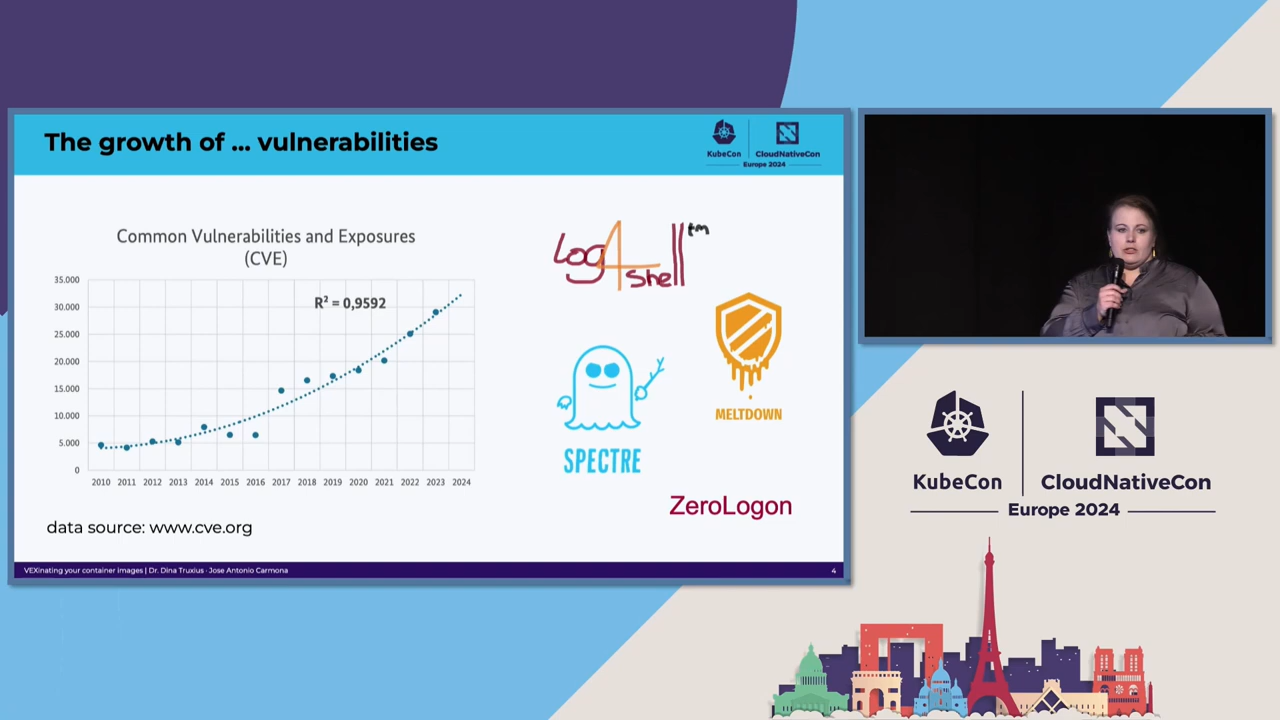 The growth of ... vulnerabilities
KubeCon
CloudNativeCon
Europe 2024
Common Vulnerabilities and Exposures
(CVE)
35.000
30.000
25.000
20.000
15.000
10.000
5.000
0
R² = 0,9592
2010 2011 2012 2013 2014 2015 2016 2017 2018 2019 2020 2021 2022 2023 2024
data source: www.cve.org
Log4Shell™
MELTDOWN
SPECTRE
ZeroLogon
VEXinating your container images | Dr. Dina Truxius · Jose Antonio Carmona
4
KubeCon
CloudNativeCon
Europe 2024